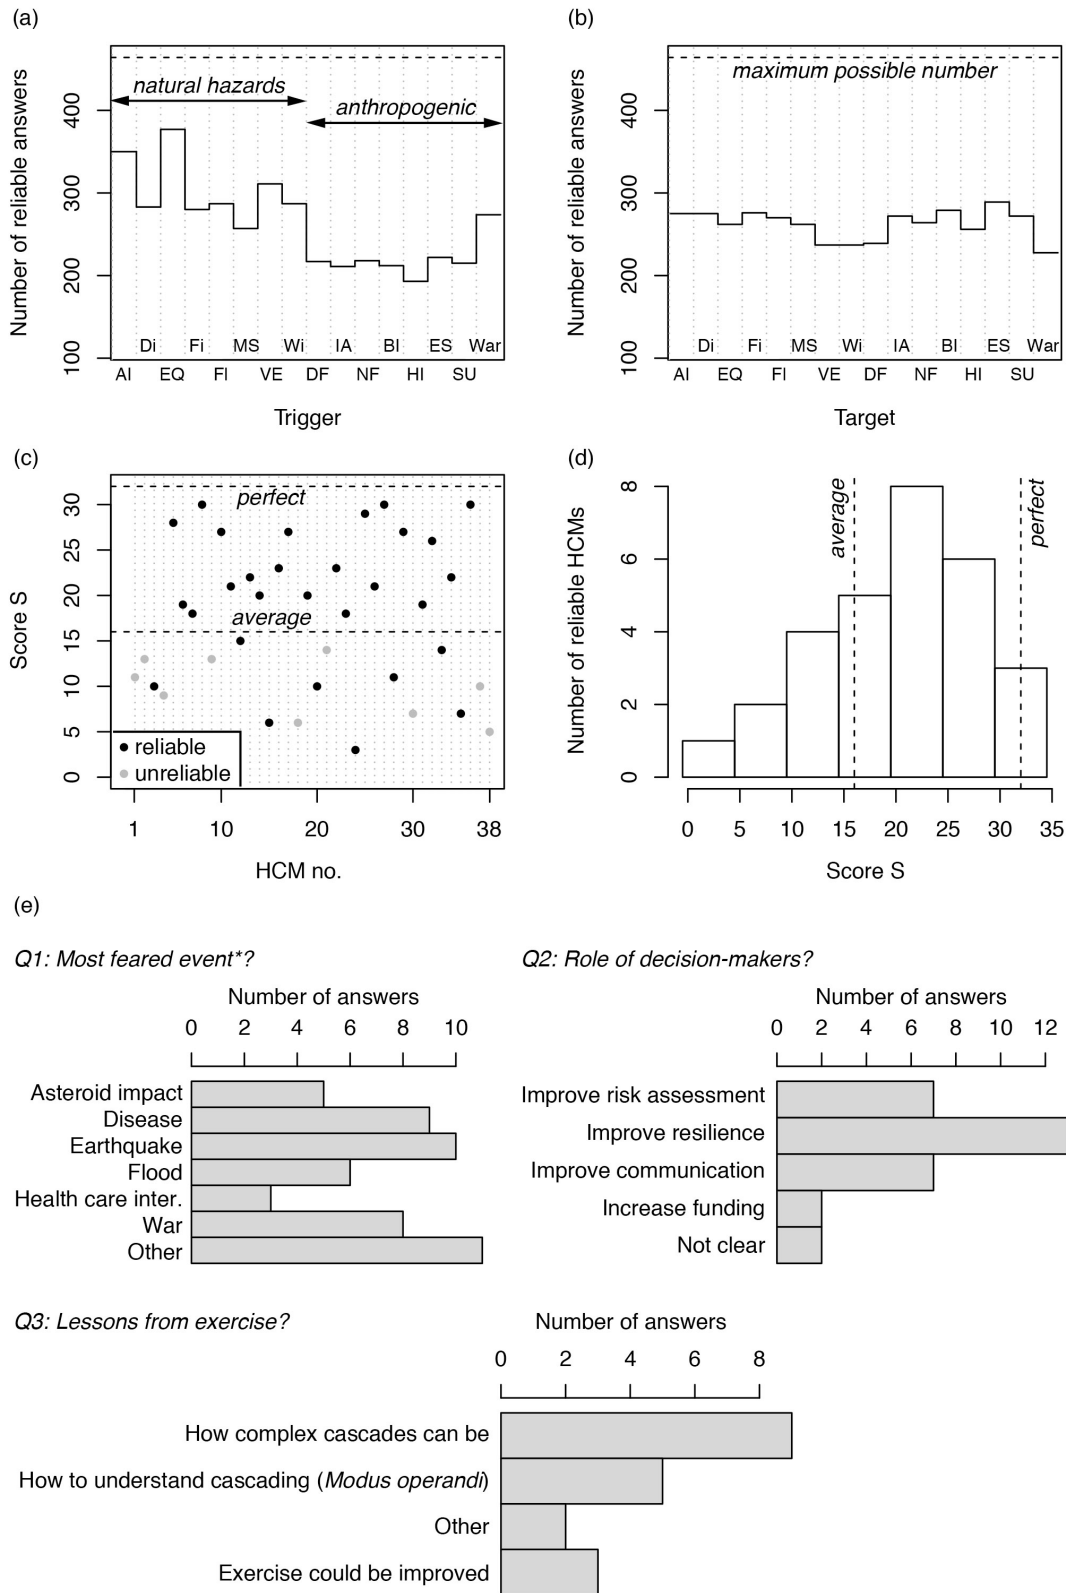 (a)
Number of reliable answers
400
300
200
100
natural hazards
anthropogenic
Di Fi MS Wi IA BI ES War
AI EQ Fl VE DF NF HI SU
Trigger
(b)
Number of reliable answers
400
300
200
100
maximum possible number
Di Fi MS Wi IA BI ES War
AI EQ Fl VE DF NF HI SU
Target
(c)
Score S
30
25
20
15
10
5
0
perfect
average
reliable
unreliable
1 20 30 38
HCM no.
(d)
Number of reliable HCMs
8
6
4
2
0
average
perfect
0 5 10 15 20 25 30 35
Score S
(e)
Q1: Most feared event*?
Number of answers
0 2 4 6 8 10
Asteroid impact
Disease
Earthquake
Flood
Health care inter.
War
Other
Q2: Role of decision-makers?
Number of answers
0 2 4 6 8 10 12
Improve risk assessment
Improve resilience
Improve communication
Increase funding
Not clear
Q3: Lessons from exercise?
Number of answers
0 2 4 6 8
How complex cascades can be
How to understand cascading (Modus operandi)
Other
Exercise could be improved